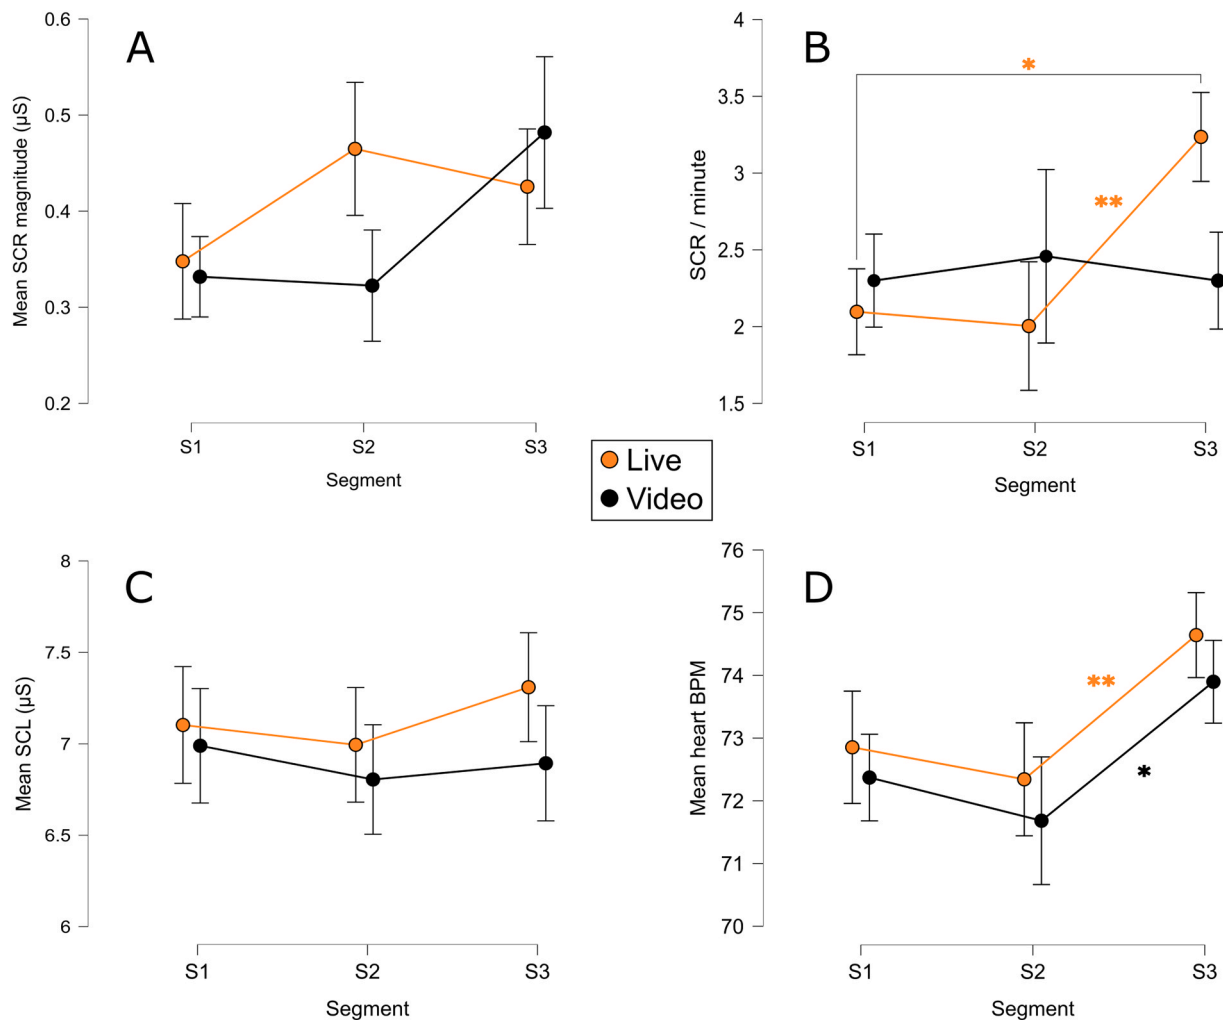 A
Mean SCR magnitude (µS)
0.6
0.5
0.4
0.3
0.2
S1 S2 S3
Segment
B
SCR / minute
4
3.5
3
2.5
2
1.5
*
**
S1 S2 S3
Segment
Live
Video
C
Mean SCL (µS)
8
7.5
7
6.5
6
S1 S2 S3
Segment
D
Mean heart BPM
76
75
74
73
72
71
70
**
*
S1 S2 S3
Segment